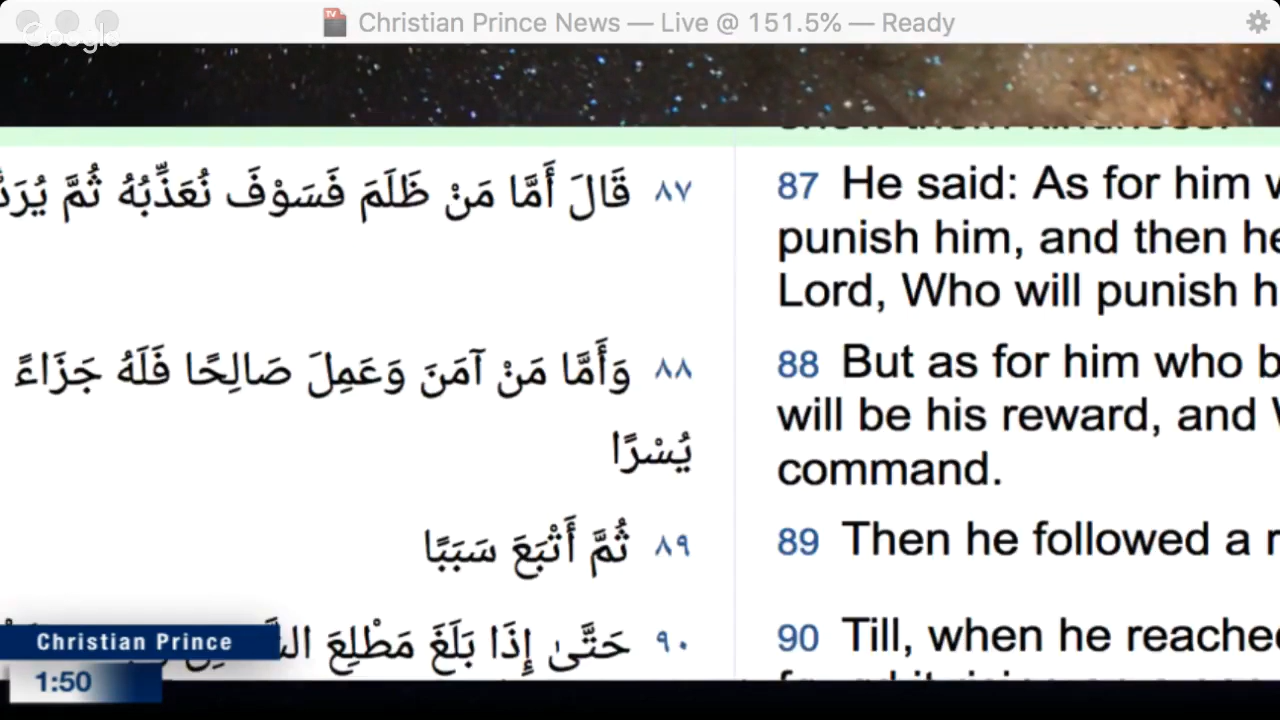 Christian Prince News — Live @ 151.5% — Ready
Google
٨٧ قَالَ أَمَّا مَنْ ظَلَمَ فَسَوْفَ نُعَذِّبُهُ ثُمَّ
87 He said: As for him
punish him, and then he
Lord, Who will punish
٨٨ وَأَمَّا مَنْ آمَنَ وَعَمِلَ صَالِحًا فَلَهُ جَزَاءً
يُسْرًا
88 But as for him who
will be his reward, and
command.
٨٩ ثُمَّ أَتْبَعَ سَبَبًا
89 Then he followed a
٩٠ حَتَّىٰ إِذَا بَلَغَ مَطْلِعَ
90 Till, when he reached
Christian Prince
1:50